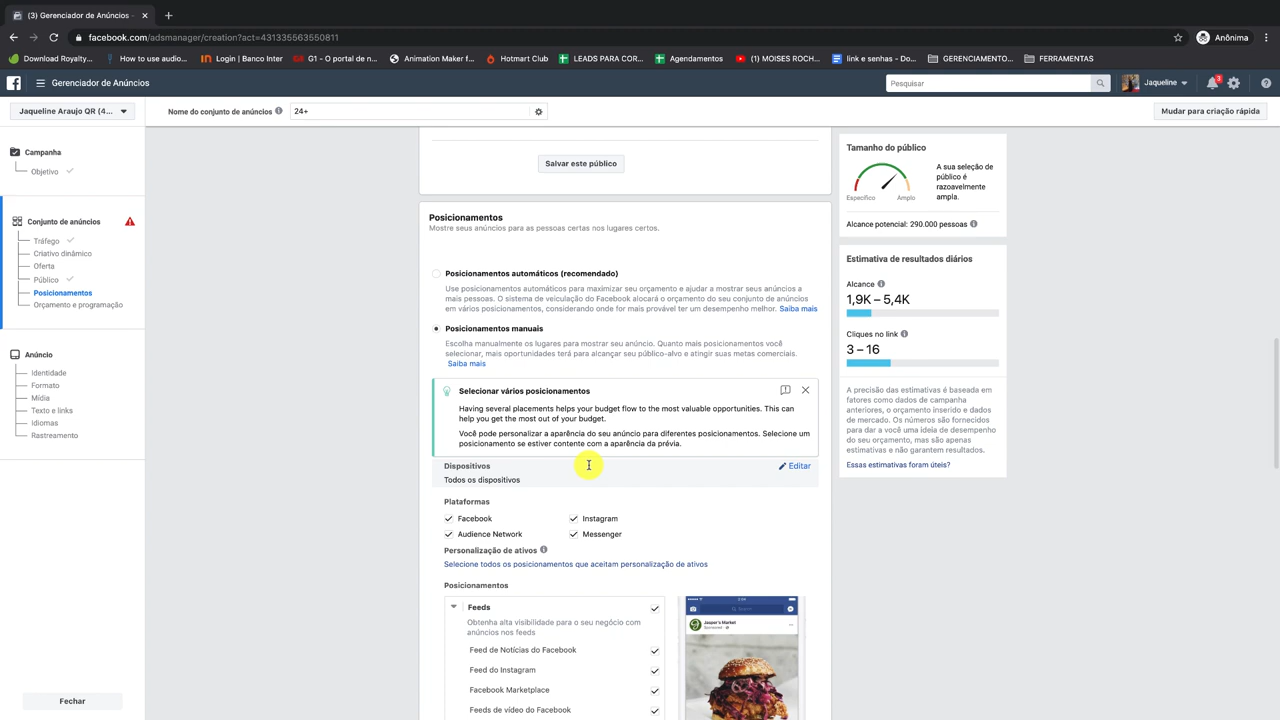 (3) Gerenciador de Anúncios
facebook.com/adsmanager/creation?act=431335563550811
Anônima
Download Royalty...
How to use audio...
Login | Banco Inter
G1 - O portal de n...
Animation Maker f...
Hotmart Club
LEADS PARA COR...
Agendamentos
(1) MOISES ROCH...
link e senhas - Do...
GERENCIAMENTO...
FERRAMENTAS
Gerenciador de Anúncios
Pesquisar
Jaqueline
3
Jaqueline Araujo QR (4...
Nome do conjunto de anúncios
24+
Mudar para criação rápida
Campanha
Objetivo
Conjunto de anúncios
Tráfego
Criativo dinâmico
Oferta
Público
Posicionamentos
Orçamento e programação
Anúncio
Identidade
Formato
Mídia
Texto e links
Idiomas
Rastreamento
Fechar
Salvar este público
Posicionamentos
Mostre seus anúncios para as pessoas certas nos lugares certos.
Posicionamentos automáticos (recomendado)
Use posicionamentos automáticos para maximizar seu orçamento e ajudar a mostrar seus anúncios a
mais pessoas. O sistema de veiculação do Facebook alocará o orçamento do seu conjunto de anúncios
em vários posicionamentos, considerando onde for mais provável ter um desempenho melhor. Saiba mais
Posicionamentos manuais
Escolha manualmente os lugares para mostrar seu anúncio. Quanto mais posicionamentos você
selecionar, mais oportunidades terá para alcançar seu público-alvo e atingir suas metas comerciais.
Saiba mais
Selecionar vários posicionamentos
Having several placements helps your budget flow to the most valuable opportunities. This can
help you get the most out of your budget.
Você pode personalizar a aparência do seu anúncio para diferentes posicionamentos. Selecione um
posicionamento se estiver contente com a aparência da prévia.
Dispositivos
Editar
Todos os dispositivos
Plataformas
Facebook
Instagram
Audience Network
Messenger
Personalização de ativos
Selecione todos os posicionamentos que aceitam personalização de ativos
Posicionamentos
Feeds
Obtenha alta visibilidade para o seu negócio com
anúncios nos feeds
Feed de Notícias do Facebook
Feed do Instagram
Facebook Marketplace
Feeds de vídeo do Facebook
Search
Jasper's Market
Sponsored
Tamanho do público
A sua seleção de
público é
razoavelmente
ampla.
Específico
Amplo
Alcance potencial: 290.000 pessoas
Estimativa de resultados diários
Alcance
1,9K – 5,4K
Cliques no link
3 – 16
A precisão das estimativas é baseada em
fatores como dados de campanha
anteriores, o orçamento inserido e dados
de mercado. Os números são fornecidos
para dar a você uma ideia de desempenho
do seu orçamento, mas são apenas
estimativas e não garantem resultados.
Essas estimativas foram úteis?